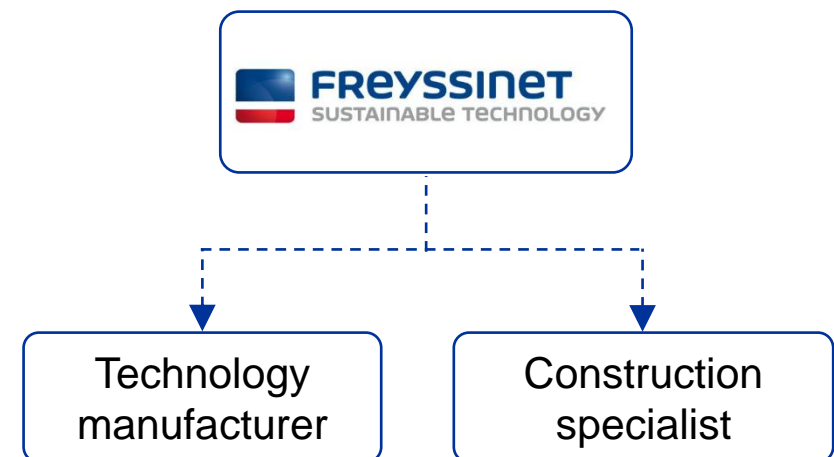 FREYSSINET
SUSTAINABLE TECHNOLOGY
Technology
manufacturer
Construction
specialist